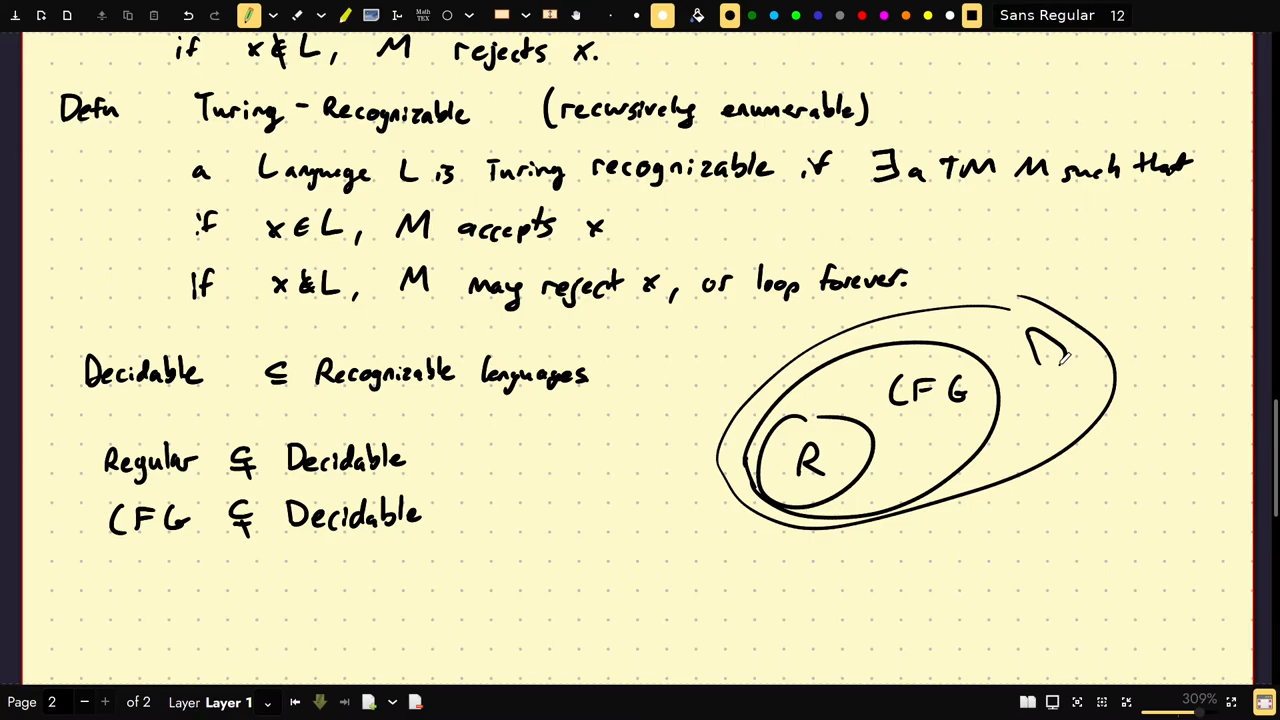 Math
TEX
Sans Regular 12
if x∉L, M rejects x.
Defn Turing-Recognizable (recursively enumerable)
a Language L is Turing recognizable if ∃ a TM M such that
if x∈L, M accepts x
If x∉L, M may reject x, or loop forever.
Decidable ⊆ Recognizable languages
Regular ⊊ Decidable
CFG ⊊ Decidable
CFG
R
Page 2 of 2 Layer Layer 1 309%